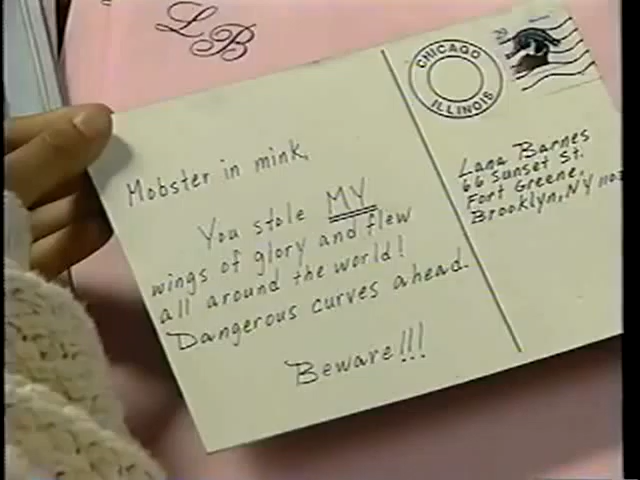 LB
CHICAGO
ILLINOIS
Mobster in mink,
You stole MY
wings of glory and flew
all around the world!
Dangerous curves ahead.
Beware!!!
Lana Barnes
66 Sunset St.
Fort Greene,
Brooklyn, NY